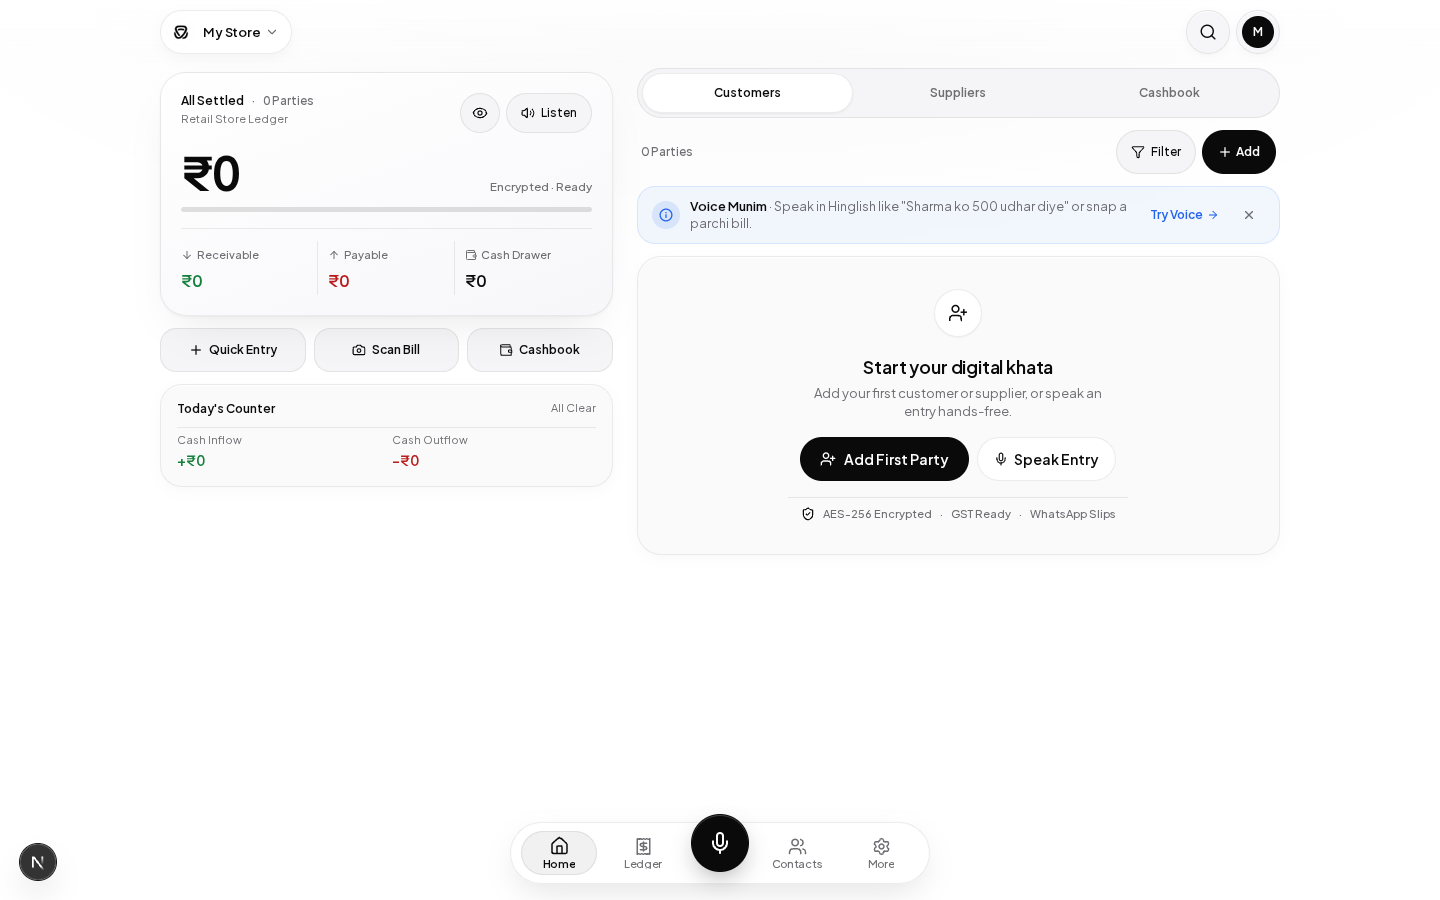 My Store
M
All Settled · 0 Parties
Retail Store Ledger
Listen
₹0
Encrypted · Ready
Receivable
₹0
Payable
₹0
Cash Drawer
₹0
Quick Entry
Scan Bill
Cashbook
Today's Counter
All Clear
Cash Inflow
+₹0
Cash Outflow
-₹0
Customers
Suppliers
Cashbook
0 Parties
Filter
Add
Voice Munim · Speak in Hinglish like "Sharma ko 500 udhar diye" or snap a
parchi bill.
Try Voice →
Start your digital khata
Add your first customer or supplier, or speak an
entry hands-free.
Add First Party
Speak Entry
AES-256 Encrypted · GST Ready · WhatsApp Slips
N
Home
Ledger
Contacts
More